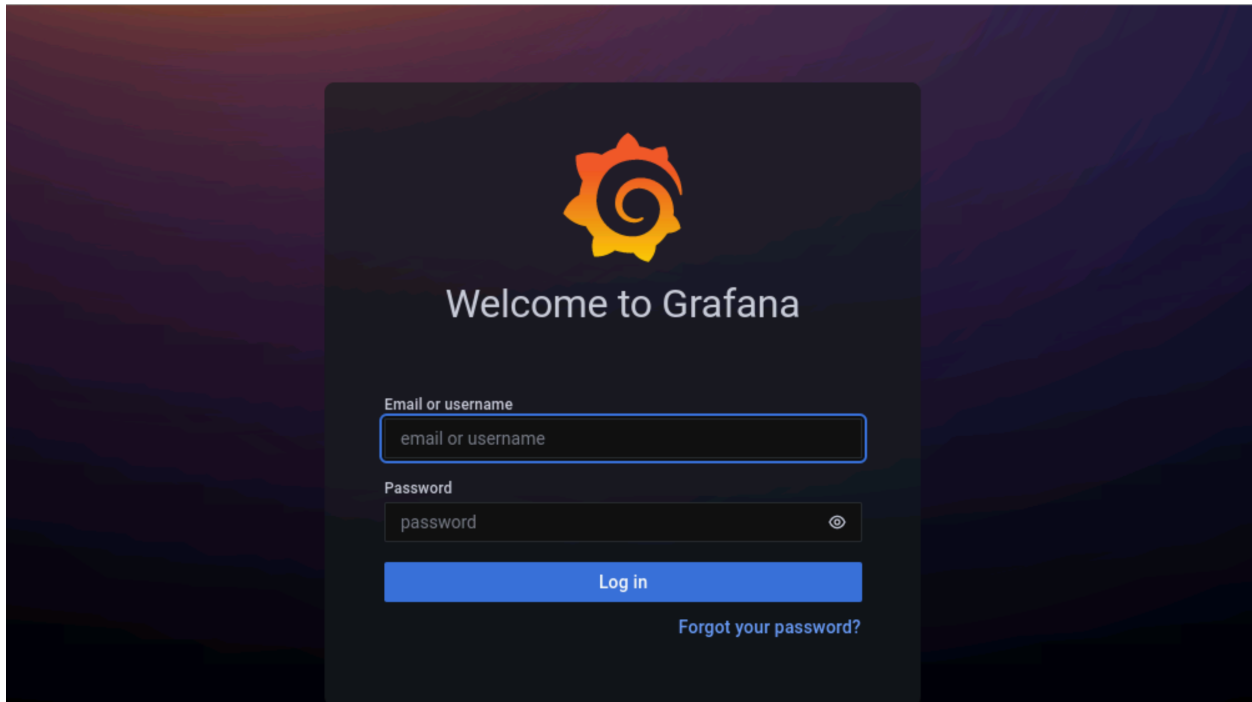 Welcome to Grafana
Email or username
email or username
Password
password
Log in
Forgot your password?